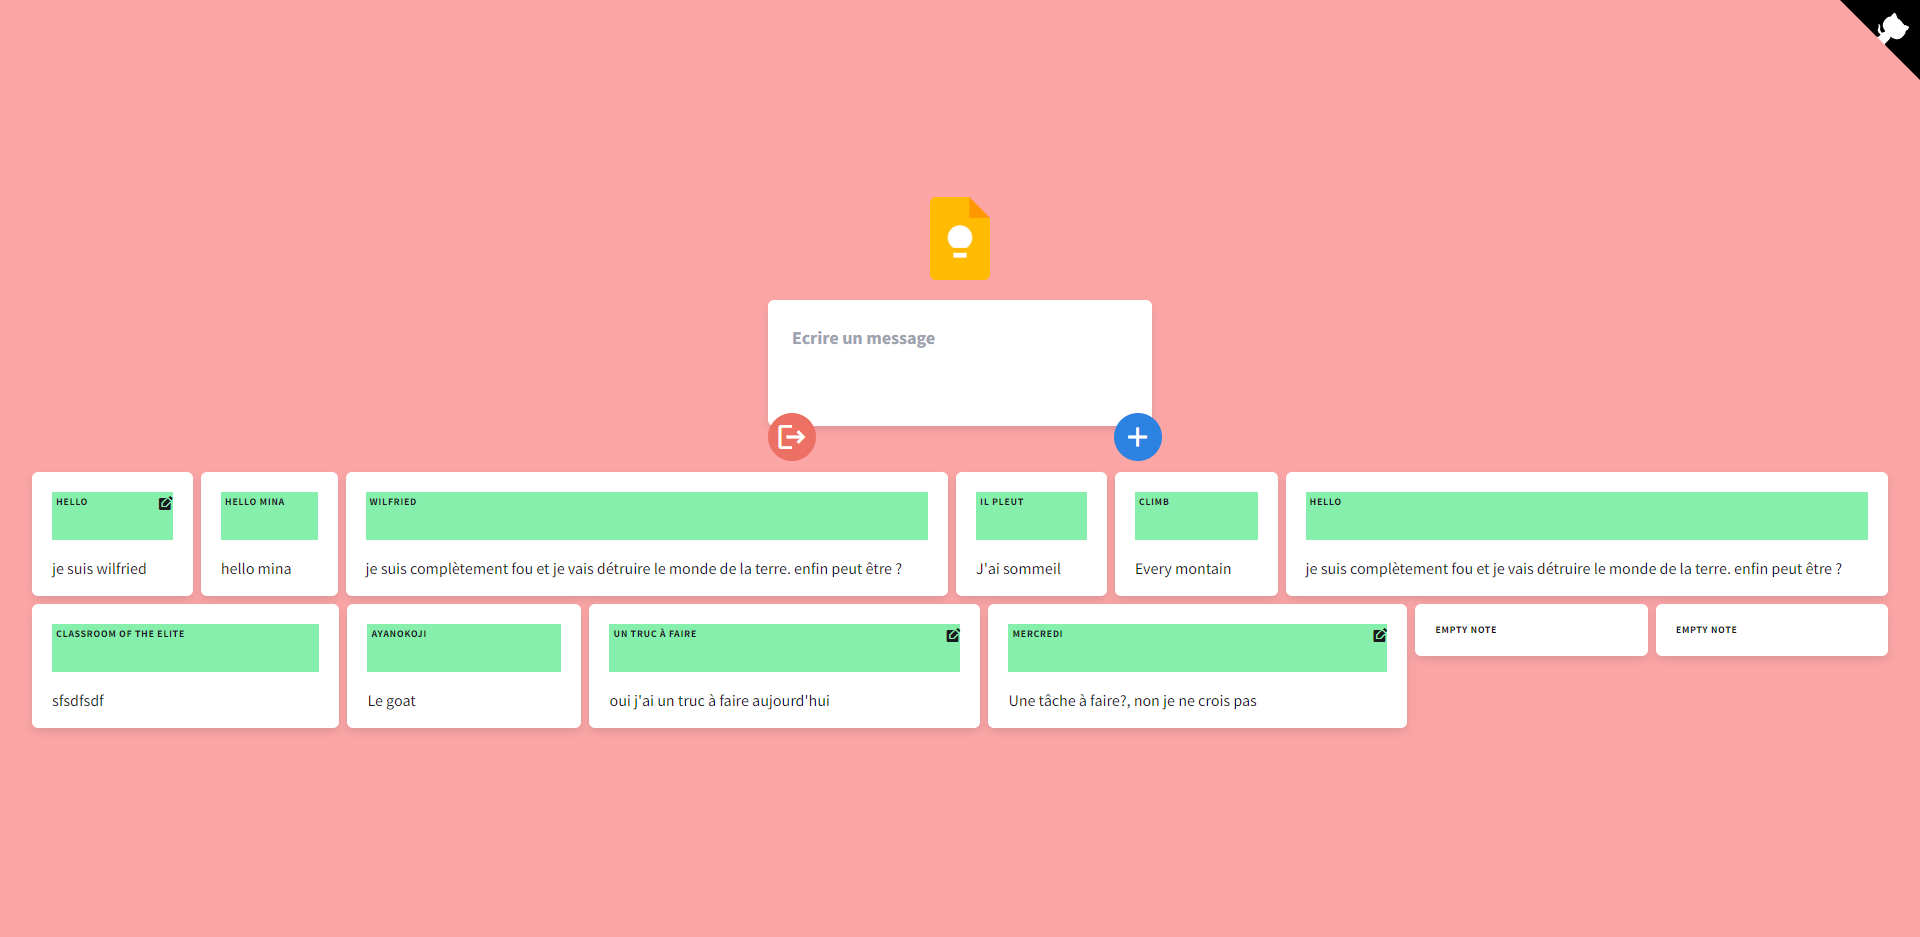 Ecrire un message
HELLO
je suis wilfried
HELLO MINA
hello mina
WILFRIED
je suis complètement fou et je vais détruire le monde de la terre. enfin peut être ?
IL PLEUT
J'ai sommeil
CLIMB
Every montain
HELLO
je suis complètement fou et je vais détruire le monde de la terre. enfin peut être ?
CLASSROOM OF THE ELITE
sfsdfsdf
AYANOKOJI
Le goat
UN TRUC À FAIRE
oui j'ai un truc à faire aujourd'hui
MERCREDI
Une tâche à faire?, non je ne crois pas
EMPTY NOTE
EMPTY NOTE